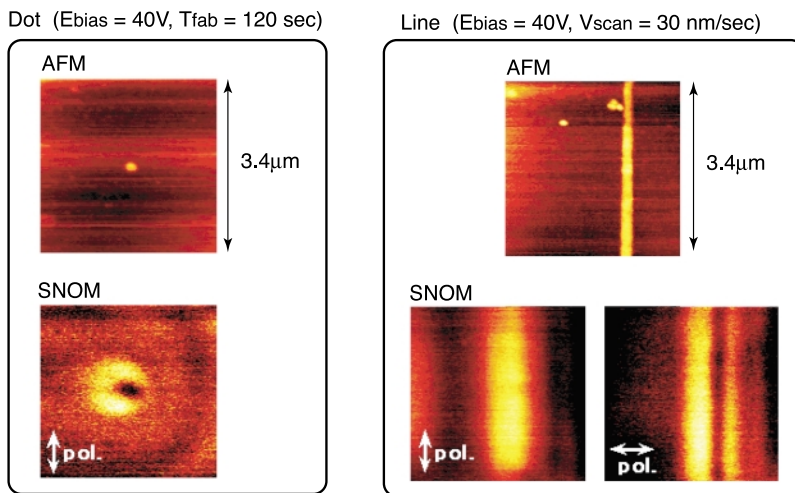 Dot (Ebias = 40V, Tfab = 120 sec)
AFM
3.4μm
SNOM
pol.
Line (Ebias = 40V, Vscan = 30 nm/sec)
AFM
3.4μm
SNOM
pol.
pol.